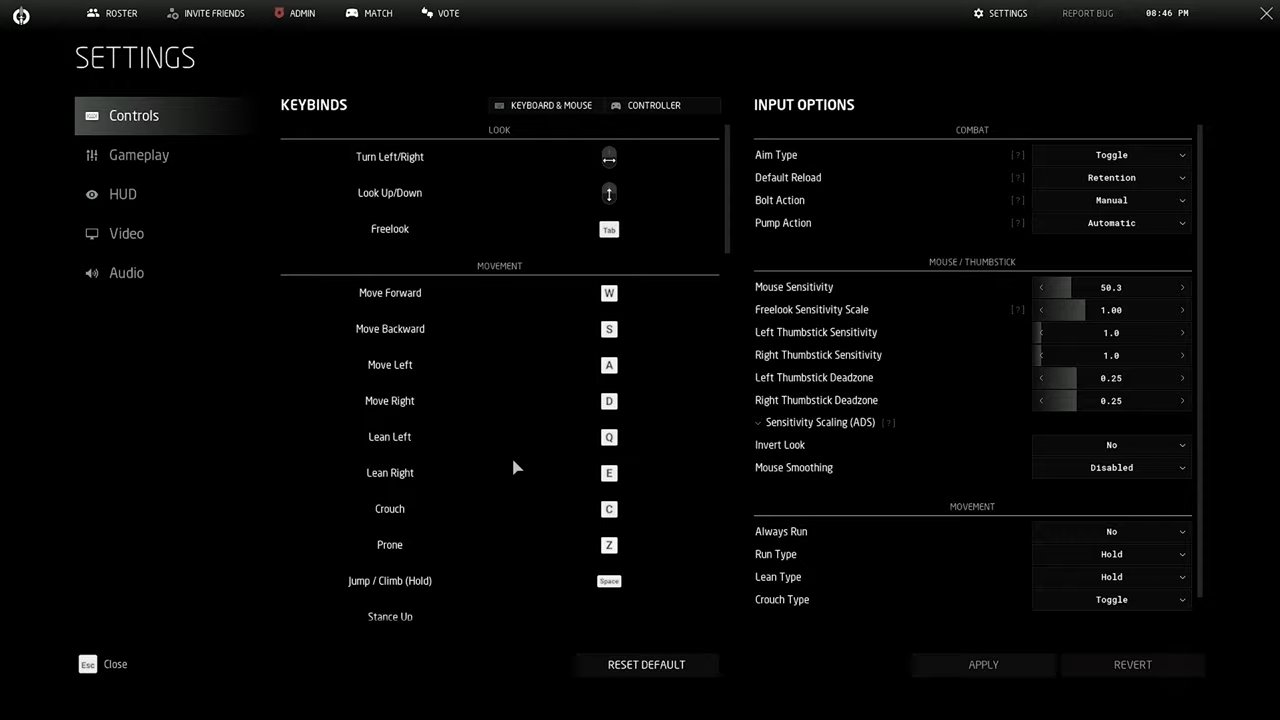 ROSTER INVITE FRIENDS ADMIN MATCH VOTE SETTINGS REPORT BUG 08:46 PM
SETTINGS
Controls
Gameplay
HUD
Video
Audio
KEYBINDS KEYBOARD & MOUSE CONTROLLER
LOOK
Turn Left/Right
Look Up/Down
Freelook Tab
MOVEMENT
Move Forward W
Move Backward S
Move Left A
Move Right D
Lean Left Q
Lean Right E
Crouch C
Prone Z
Jump / Climb (Hold) Space
Stance Up
INPUT OPTIONS
COMBAT
Aim Type [?] Toggle
Default Reload [?] Retention
Bolt Action [?] Manual
Pump Action [?] Automatic
MOUSE / THUMBSTICK
Mouse Sensitivity 50.3
Freelook Sensitivity Scale [?] 1.00
Left Thumbstick Sensitivity 1.0
Right Thumbstick Sensitivity 1.0
Left Thumbstick Deadzone 0.25
Right Thumbstick Deadzone 0.25
Sensitivity Scaling (ADS) [?]
Invert Look No
Mouse Smoothing Disabled
MOVEMENT
Always Run No
Run Type Hold
Lean Type Hold
Crouch Type Toggle
Esc Close RESET DEFAULT APPLY REVERT